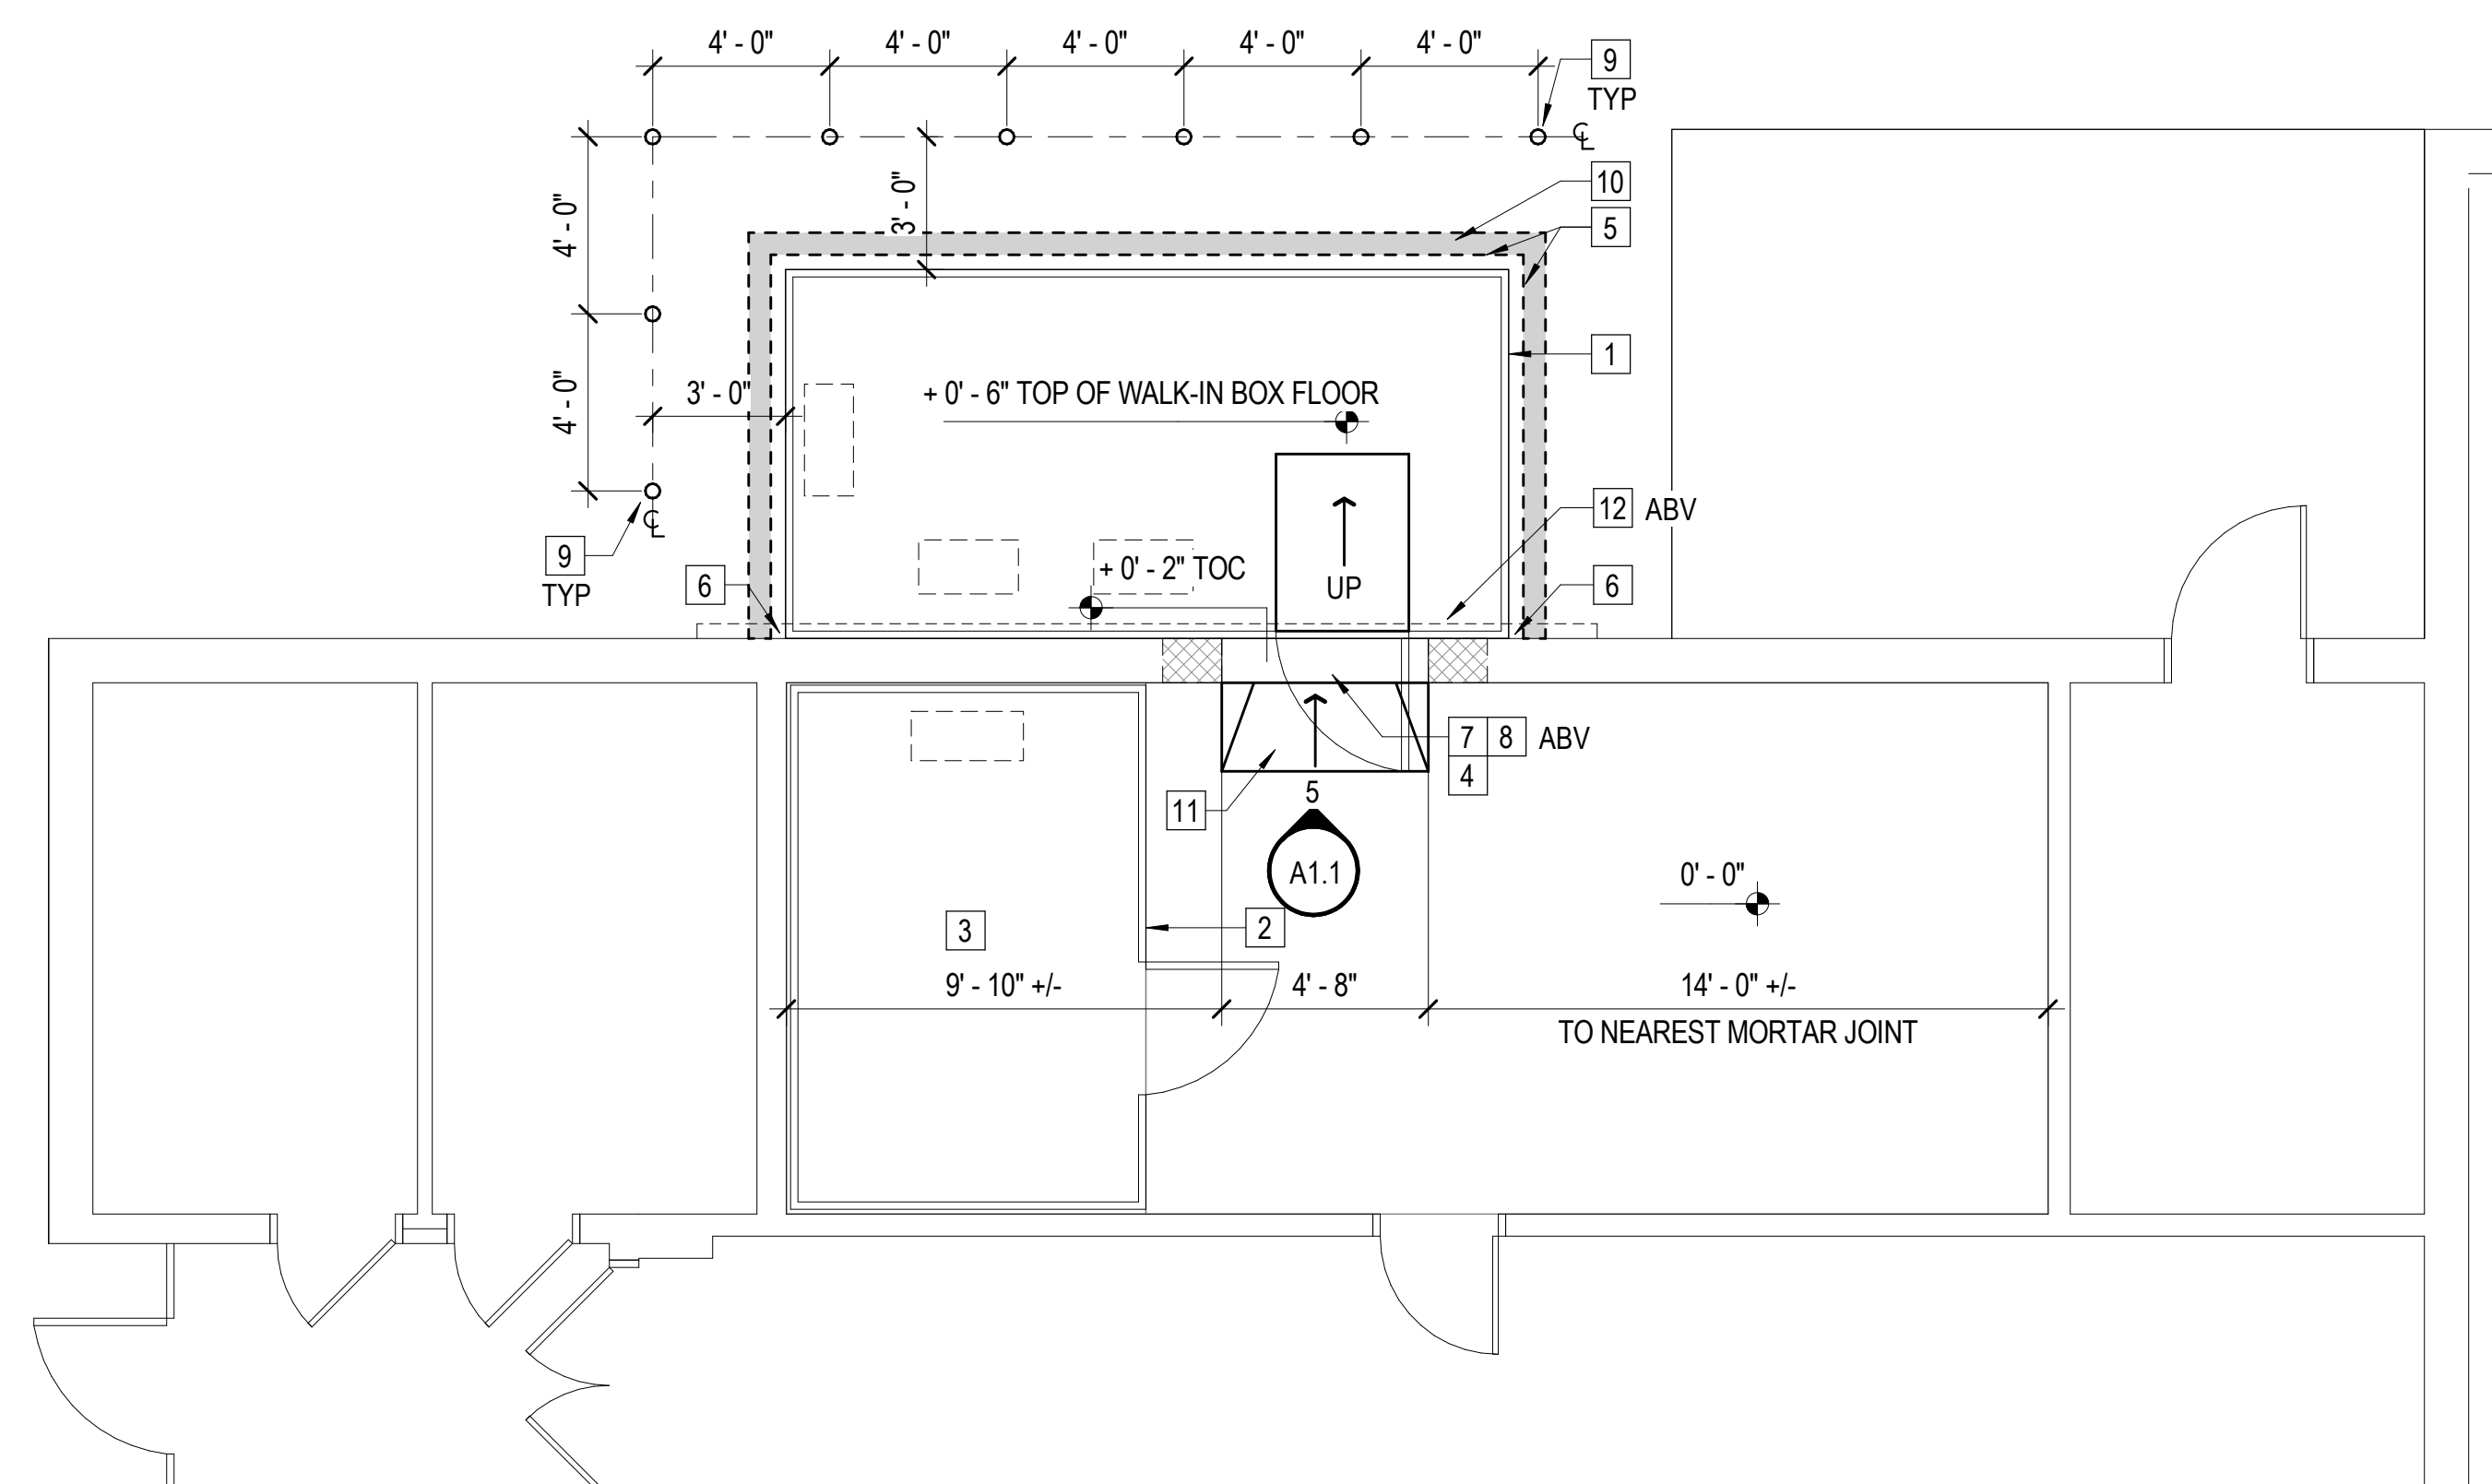 4' - 0" 4' - 0" 4' - 0" 4' - 0" 4' - 0"
9
TYP
℄
10
4' - 0"
3' - 0"
5
1
4' - 0"
3' - 0"
+ 0' - 6" TOP OF WALK-IN BOX FLOOR
12 ABV
℄
9
TYP
6
+ 0' - 2" TOC
UP
6
7 8 ABV
4
5
11
A1.1
0' - 0"
3
2
9' - 10" +/- 4' - 8" 14' - 0" +/-
TO NEAREST MORTAR JOINT